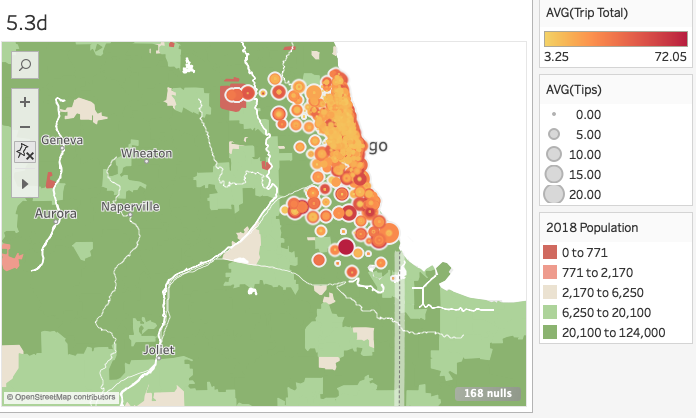 5.3d
AVG(Trip Total)
3.25 72.05
AVG(Tips)
0.00
5.00
10.00
15.00
20.00
2018 Population
0 to 771
771 to 2,170
2,170 to 6,250
6,250 to 20,100
20,100 to 124,000
go
Geneva
Wheaton
Naperville
Aurora
Joliet
© OpenStreetMap contributors
168 nulls